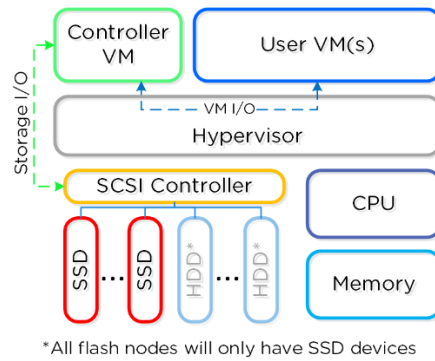 Controller
VM
User VM(s)
Storage I/O
VM I/O
Hypervisor
SCSI Controller
CPU
SSD
...
SSD
HDD*
...
HDD*
Memory
*All flash nodes will only have SSD devices